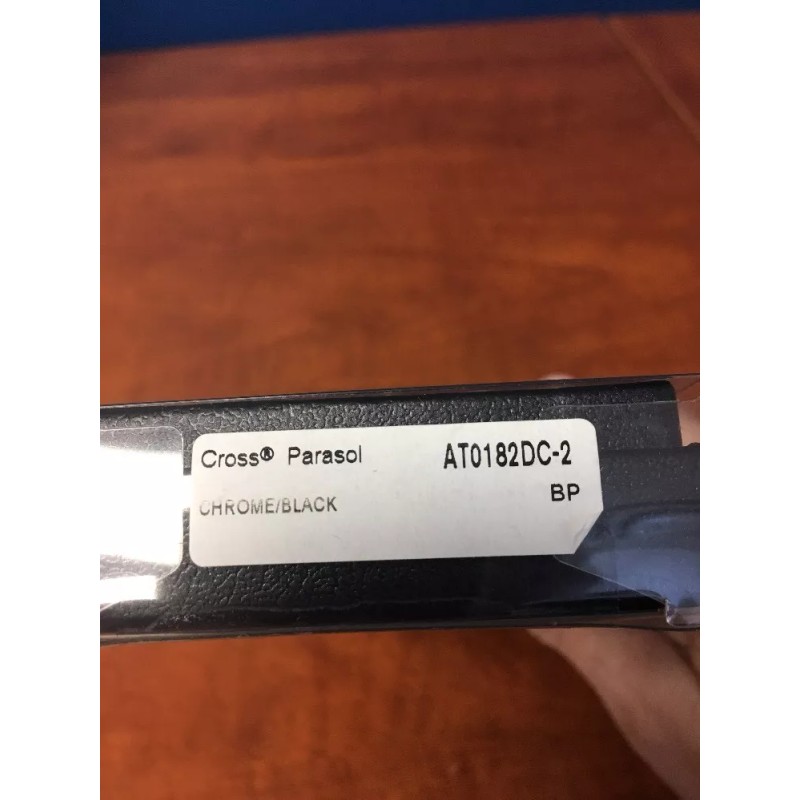 Cross® Parasol AT0182DC-2
CHROME/BLACK BP